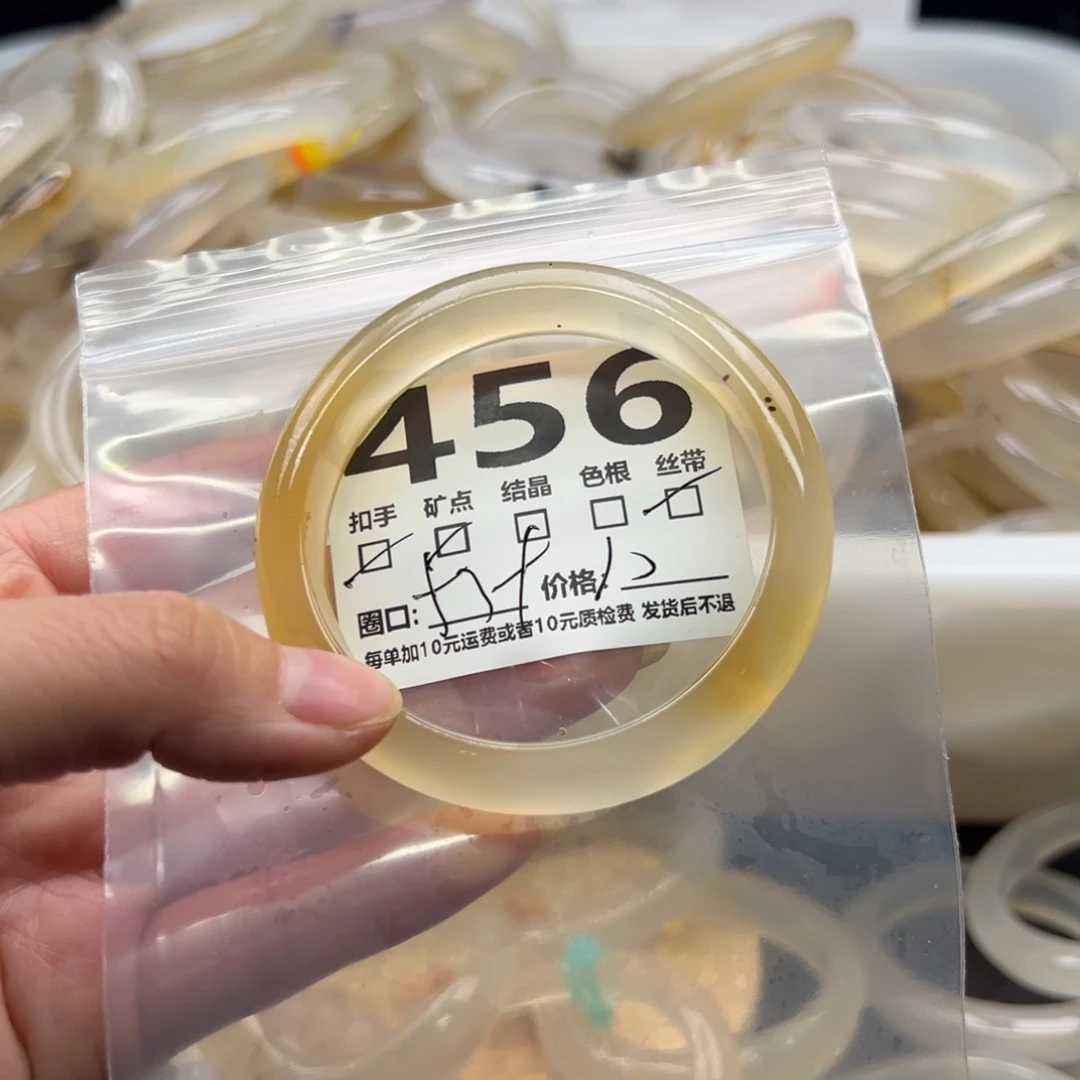 456
扣手 矿点 结晶 色根 丝带
圈口: 价格: 12
每单加10元运费或者10元质检费 发货后不退